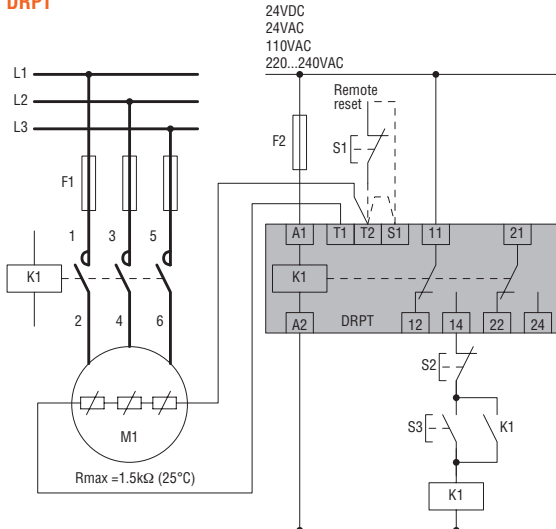 DRPT
24VDC
24VAC
110VAC
220...240VAC
L1
L2
L3
Remote
reset
F2
S1
F1
A1 T1 T2 S1 11 21
1 3 5
K1
K1
2 4 6
A2 DRPT 12 14 22 24
S2
S3 K1
M1
Rmax =1.5kΩ (25°C)
K1